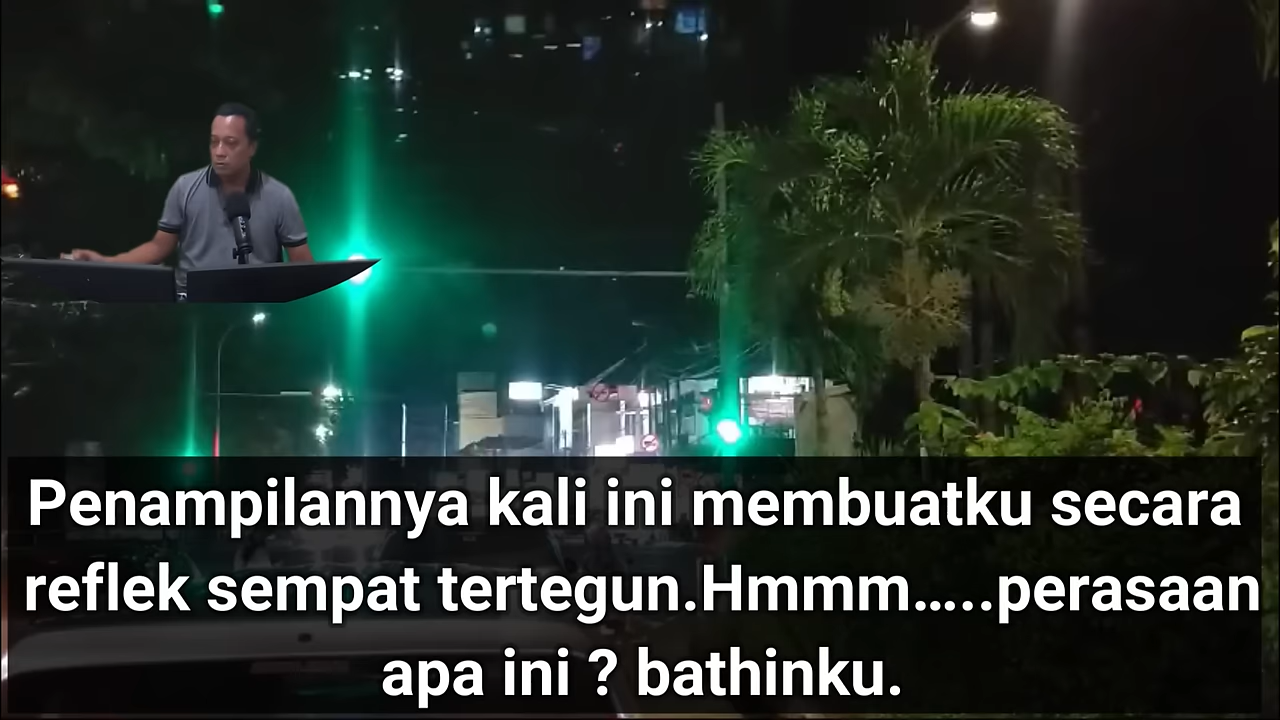 Penampilannya kali ini membuatku secara
reflek sempat tertegun.Hmmm.....perasaan
apa ini ? bathinku.